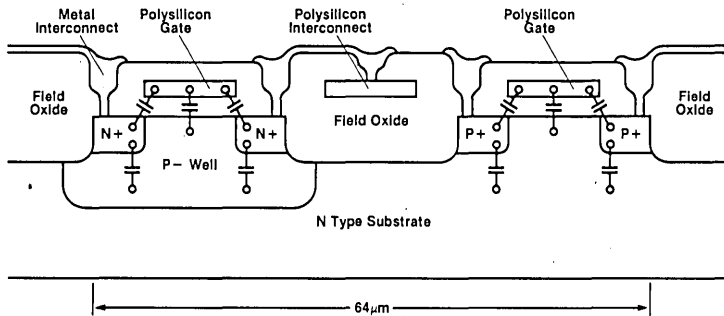 Metal
Interconnect
Polysilicon
Gate
Polysilicon
Interconnect
Polysilicon
Gate
Field
Oxide
N+
N+
Field Oxide
P+
P+
Field
Oxide
P− Well
N Type Substrate
64μm